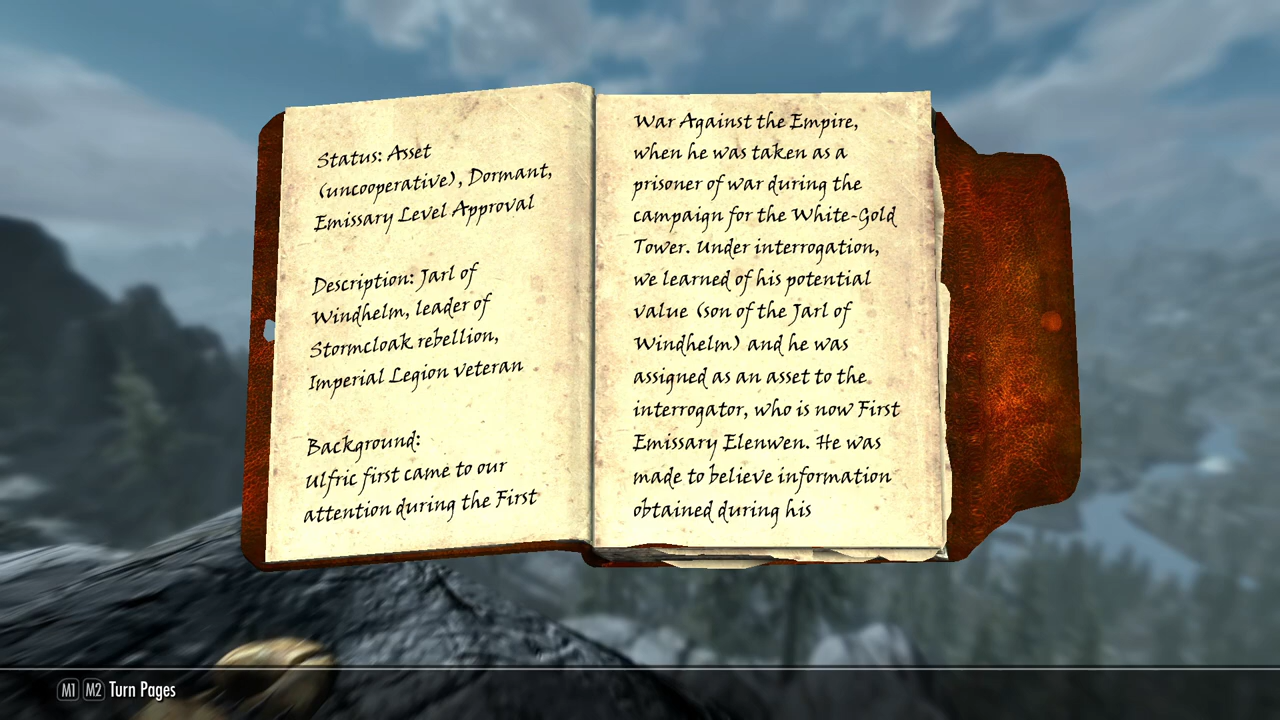 Status: Asset
(uncooperative), Dormant,
Emissary Level Approval
Description: Jarl of
Windhelm, leader of
Stormcloak rebellion,
Imperial Legion veteran
Background:
Ulfric first came to our
attention during the First
War Against the Empire,
when he was taken as a
prisoner of war during the
campaign for the White-Gold
Tower. Under interrogation,
we learned of his potential
value (son of the Jarl of
Windhelm) and he was
assigned as an asset to the
interrogator, who is now First
Emissary Elenwen. He was
made to believe information
obtained during his
M1 M2 Turn Pages